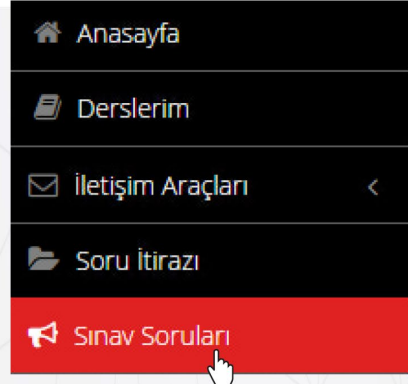 Anasayfa
Derslerim
İletişim Araçları
Soru İtirazı
Sınav Soruları